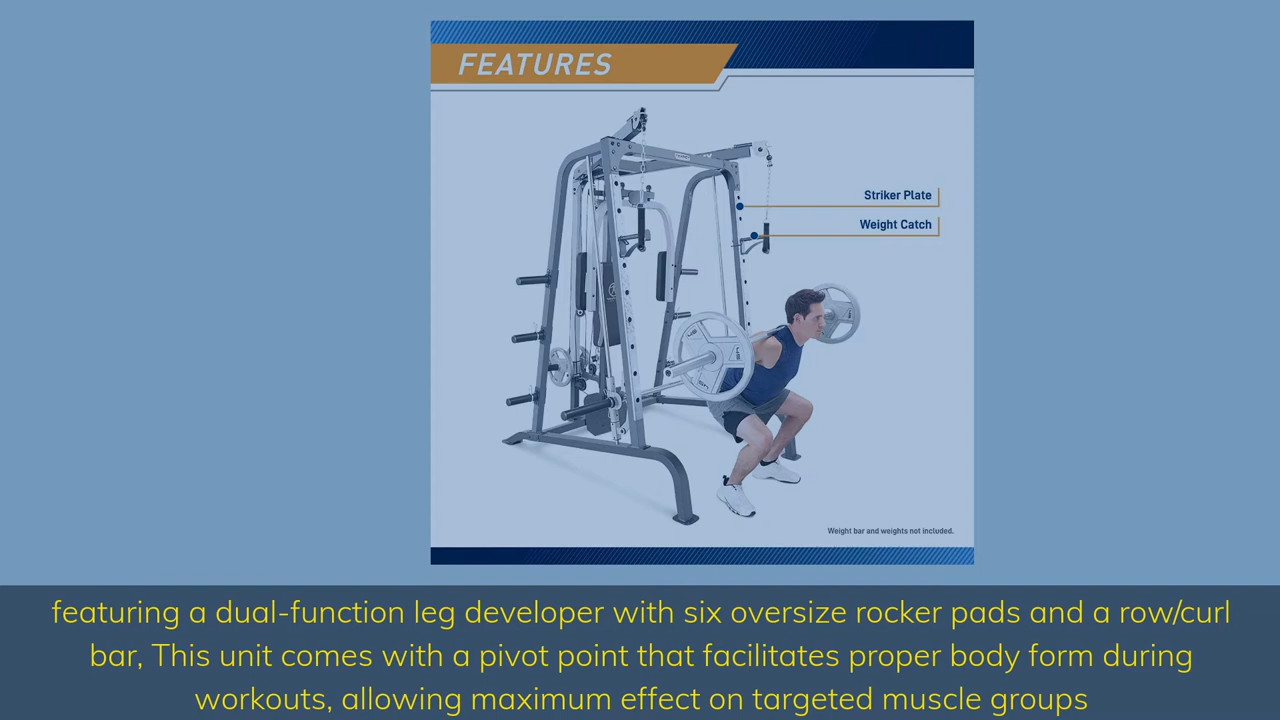 FEATURES
Striker Plate
Weight Catch
Weight bar and weights not included.
featuring a dual-function leg developer with six oversize rocker pads and a row/curl
bar, This unit comes with a pivot point that facilitates proper body form during
workouts, allowing maximum effect on targeted muscle groups